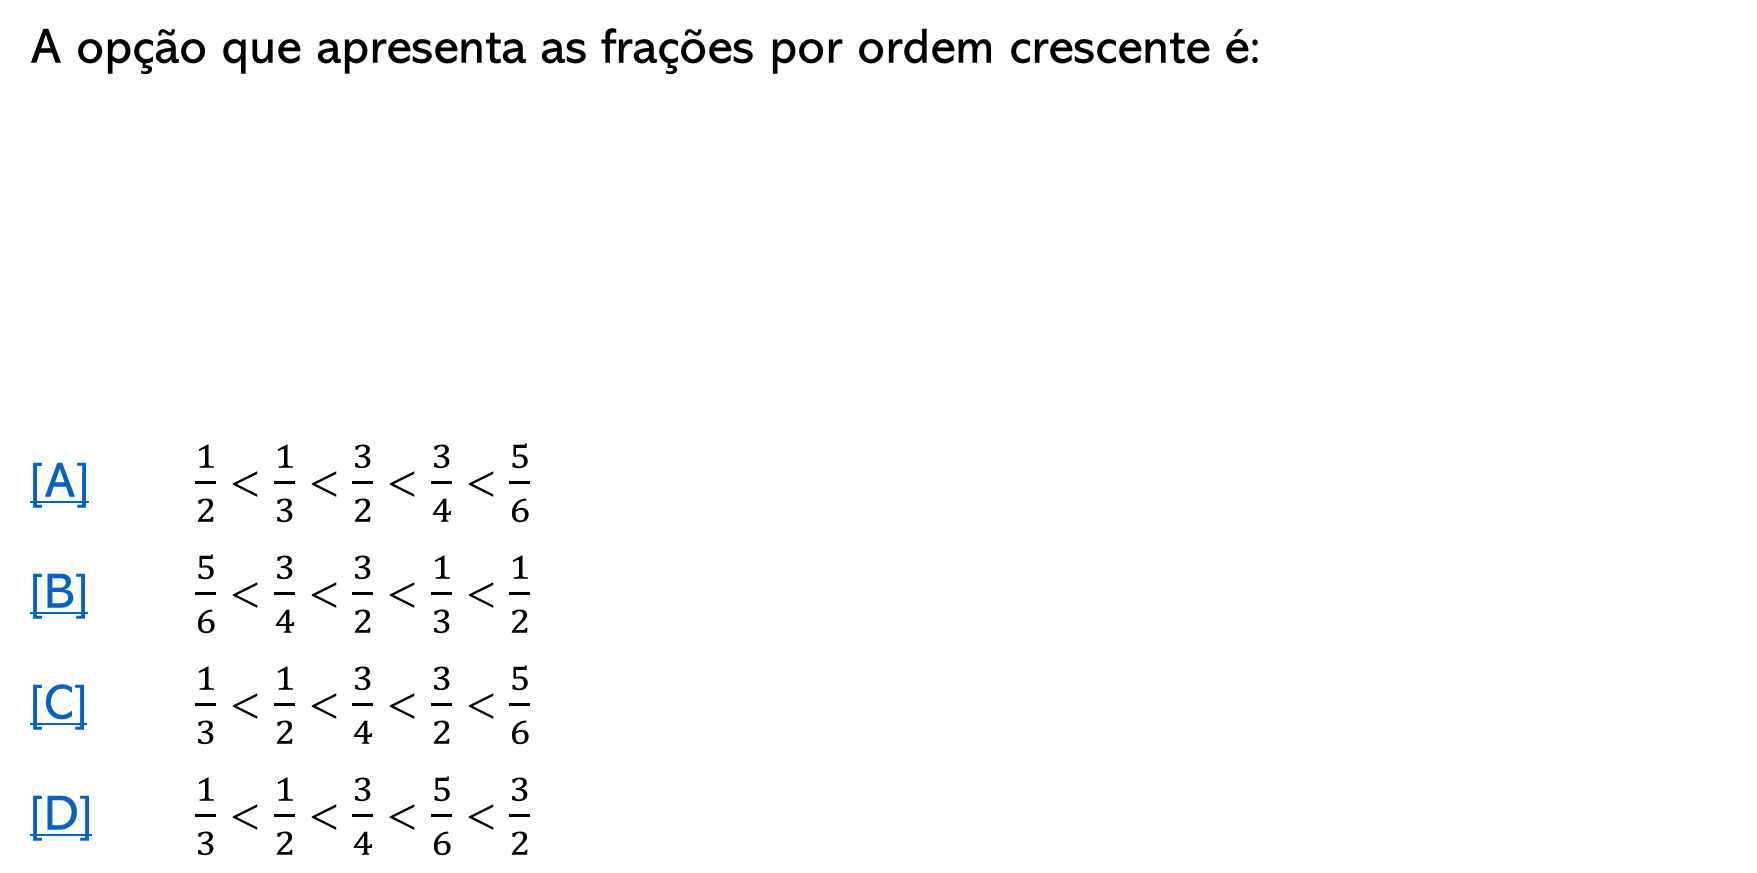 A opção que apresenta as frações por ordem crescente é:
[A] 1/2 < 1/3 < 3/2 < 3/4 < 5/6
[B] 5/6 < 3/4 < 3/2 < 1/3 < 1/2
[C] 1/3 < 1/2 < 3/4 < 3/2 < 5/6
[D] 1/3 < 1/2 < 3/4 < 5/6 < 3/2